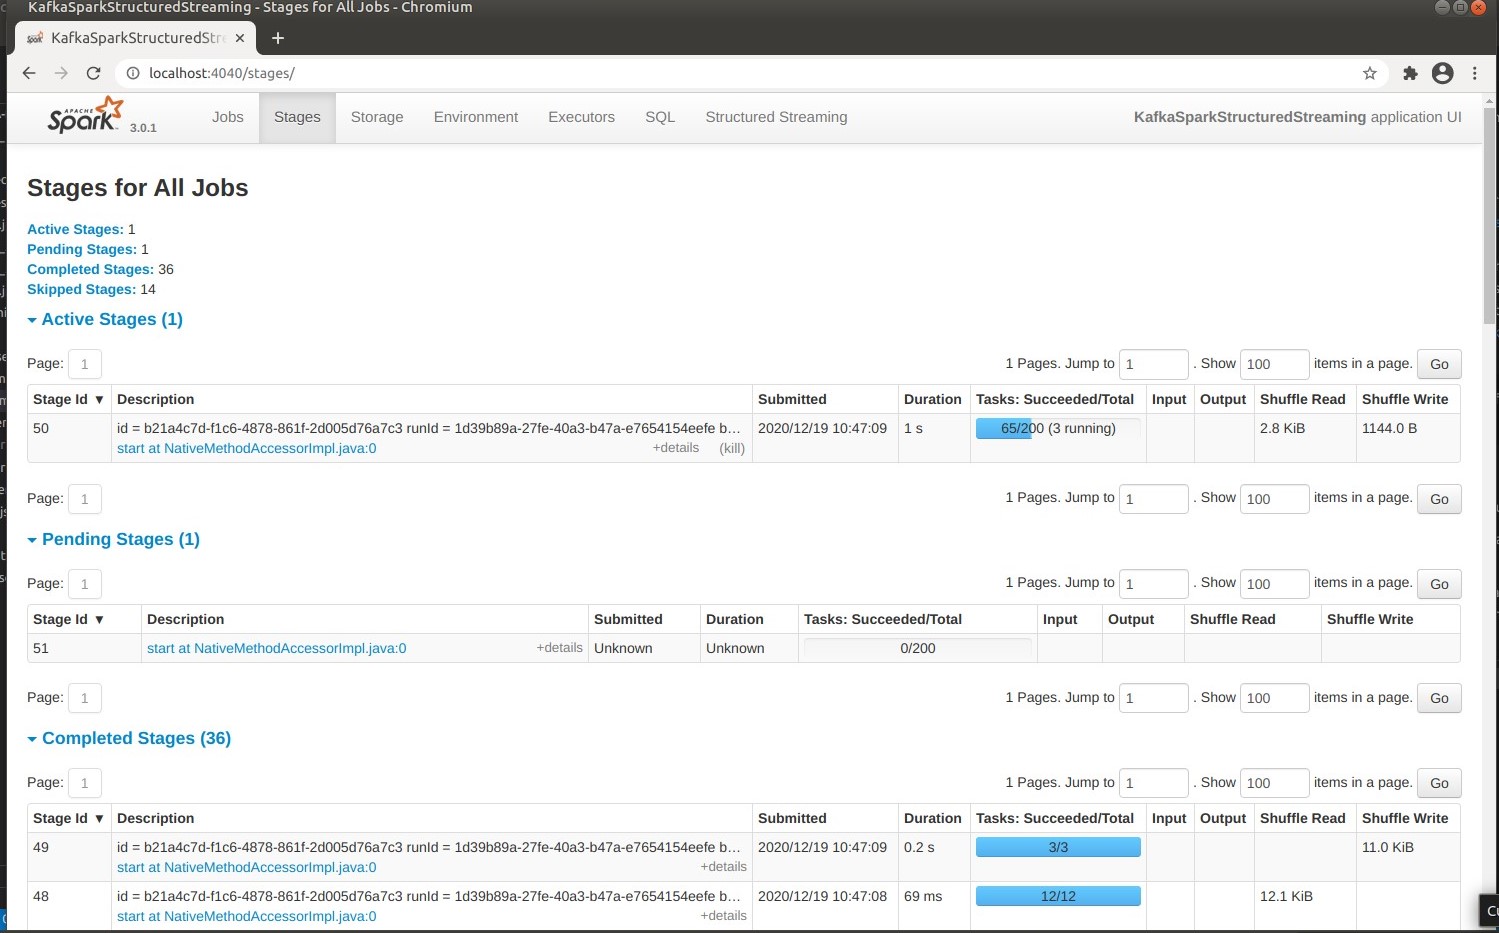 KafkaSparkStructuredStreaming - Stages for All Jobs - Chromium
KafkaSparkStructuredStre
localhost:4040/stages/
APACHE Spark 3.0.1 Jobs Stages Storage Environment Executors SQL Structured Streaming KafkaSparkStructuredStreaming application UI
Stages for All Jobs
Active Stages: 1
Pending Stages: 1
Completed Stages: 36
Skipped Stages: 14
Active Stages (1)
Page: 1 1 Pages. Jump to 1 . Show 100 items in a page. Go
Stage Id ▼ Description Submitted Duration Tasks: Succeeded/Total Input Output Shuffle Read Shuffle Write
50 id = b21a4c7d-f1c6-4878-861f-2d005d76a7c3 runId = 1d39b89a-27fe-40a3-b47a-e7654154eefe b... 2020/12/19 10:47:09 1 s 65/200 (3 running) 2.8 KiB 1144.0 B
start at NativeMethodAccessorImpl.java:0 +details (kill)
Page: 1 1 Pages. Jump to 1 . Show 100 items in a page. Go
Pending Stages (1)
Page: 1 1 Pages. Jump to 1 . Show 100 items in a page. Go
Stage Id ▼ Description Submitted Duration Tasks: Succeeded/Total Input Output Shuffle Read Shuffle Write
51 start at NativeMethodAccessorImpl.java:0 +details Unknown Unknown 0/200
Page: 1 1 Pages. Jump to 1 . Show 100 items in a page. Go
Completed Stages (36)
Page: 1 1 Pages. Jump to 1 . Show 100 items in a page. Go
Stage Id ▼ Description Submitted Duration Tasks: Succeeded/Total Input Output Shuffle Read Shuffle Write
49 id = b21a4c7d-f1c6-4878-861f-2d005d76a7c3 runId = 1d39b89a-27fe-40a3-b47a-e7654154eefe b... 2020/12/19 10:47:09 0.2 s 3/3 11.0 KiB
start at NativeMethodAccessorImpl.java:0 +details
48 id = b21a4c7d-f1c6-4878-861f-2d005d76a7c3 runId = 1d39b89a-27fe-40a3-b47a-e7654154eefe b... 2020/12/19 10:47:08 69 ms 12/12 12.1 KiB
start at NativeMethodAccessorImpl.java:0 +details